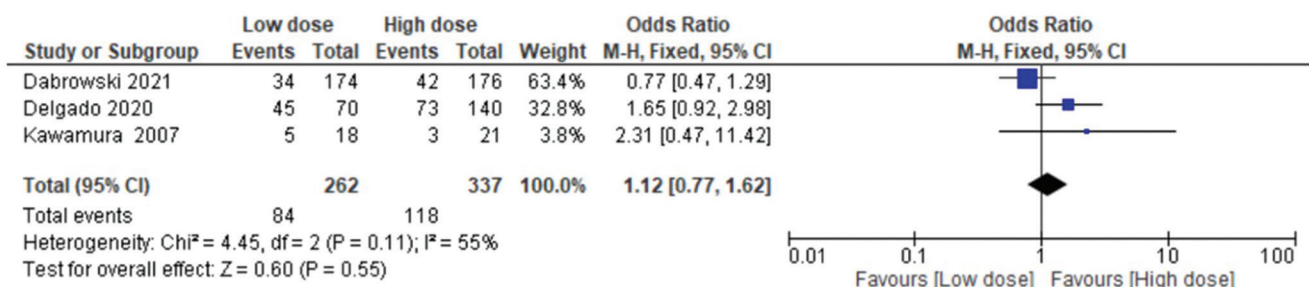 Low dose High dose Odds Ratio Odds Ratio
Study or Subgroup Events Total Events Total Weight M-H, Fixed, 95% CI M-H, Fixed, 95% CI
Dabrowski 2021 34 174 42 176 63.4% 0.77 [0.47, 1.29]
Delgado 2020 45 70 73 140 32.8% 1.65 [0.92, 2.98]
Kawamura 2007 5 18 3 21 3.8% 2.31 [0.47, 11.42]
Total (95% CI) 262 337 100.0% 1.12 [0.77, 1.62]
Total events 84 118
Heterogeneity: Chi² = 4.45, df = 2 (P = 0.11); I² = 55%
Test for overall effect: Z = 0.60 (P = 0.55)
0.01 0.1 1 10 100
Favours [Low dose] Favours [High dose]